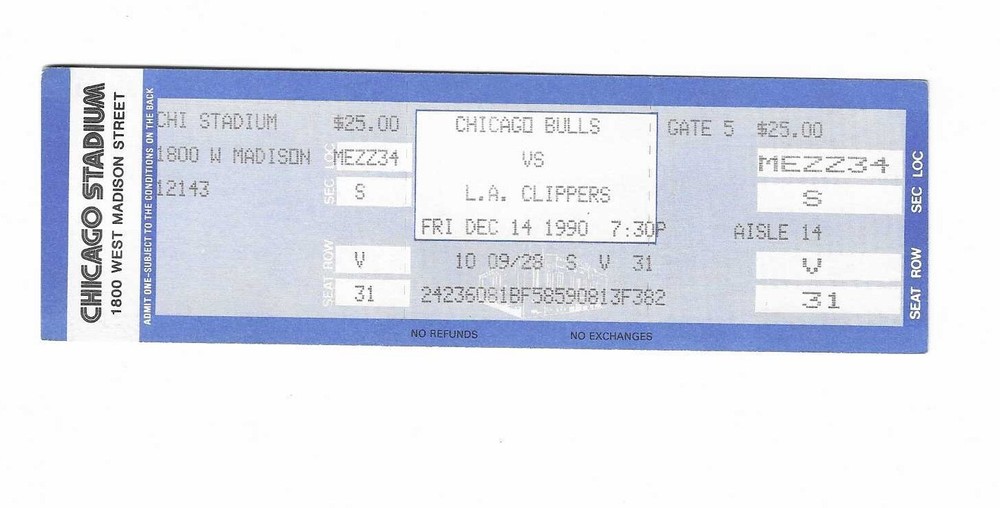 CHICAGO STADIUM
1800 WEST MADISON STREET
ADMIT ONE-SUBJECT TO THE CONDITIONS ON THE BACK
CHI STADIUM
1800 W MADISON
12143
$25.00
SEC LOC
MEZZ34
S
SEAT ROW
V
31
CHICAGO BULLS
VS
L.A. CLIPPERS
FRI DEC 14 1990 7:30P
10 09/28 S V 31
24236081BF58590813F382
NO REFUNDS NO EXCHANGES
GATE 5 $25.00
MEZZ34
S
SEC LOC
AISLE 14
V
31
SEAT ROW